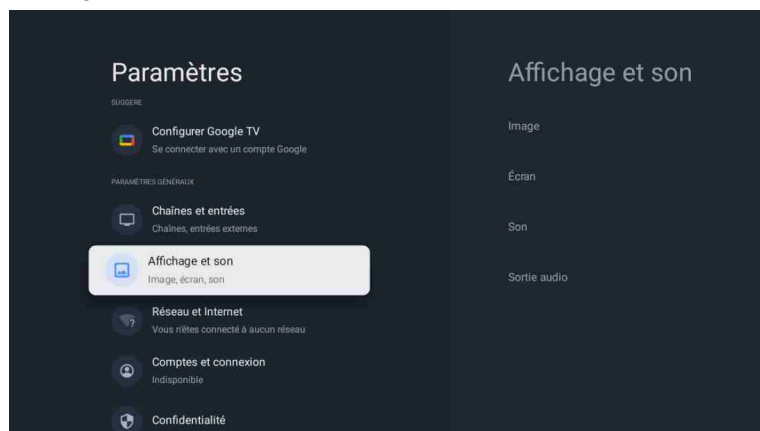 Paramètres
SUGGÉRÉ
Configurer Google TV
Se connecter avec un compte Google
PARAMÈTRES GÉNÉRAUX
Chaînes et entrées
Chaînes, entrées externes
Affichage et son
Image, écran, son
Réseau et Internet
Vous n'êtes connecté à aucun réseau
Comptes et connexion
Indisponible
Confidentialité
Affichage et son
Image
Écran
Son
Sortie audio